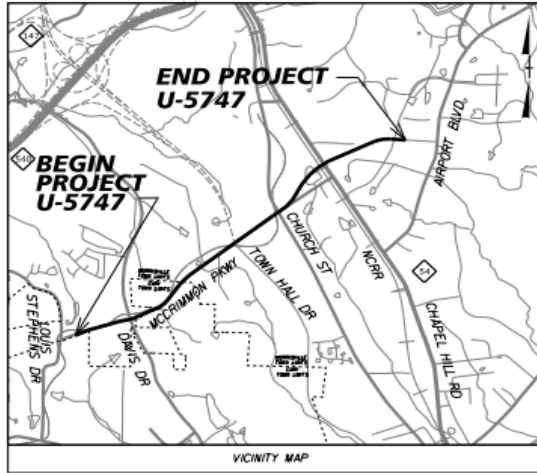 147
END PROJECT
U-5747
540
BEGIN
PROJECT
U-5747
AIRPORT BLVD.
CHURCH ST
NCRR
54
TOWN HALL DR
MCCRIMMON PKWY
CHAPEL HILL RD
LOUIS
STEPHENS DR
DAVIS DR
VICINITY MAP